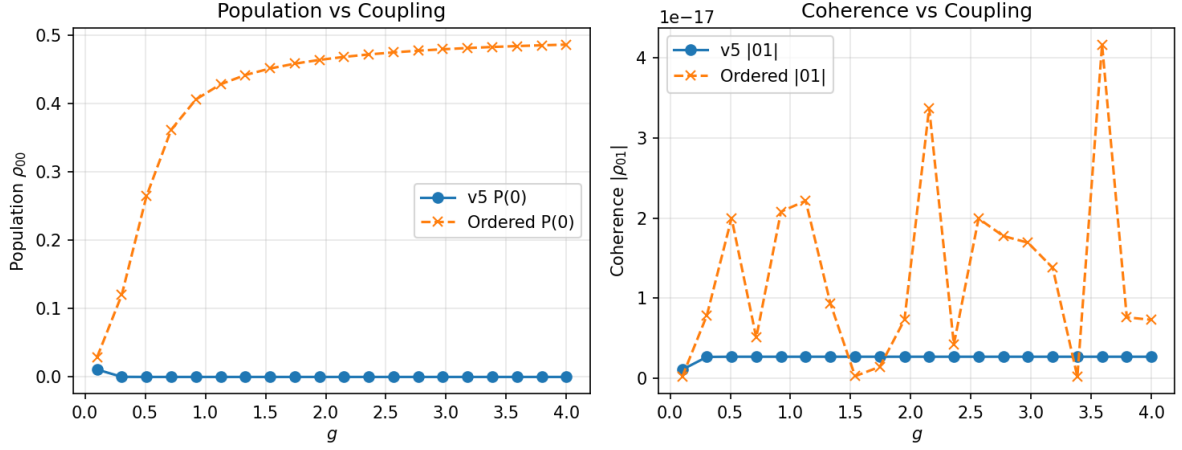 Population vs Coupling
0.5
0.4
0.3
0.2
0.1
0.0
Population ρ₀₀
v5 P(0)
Ordered P(0)
0.0 0.5 1.0 1.5 2.0 2.5 3.0 3.5 4.0
g
Coherence vs Coupling
1e−17
4
3
2
1
0
Coherence |ρ₀₁|
v5 |01|
Ordered |01|
0.0 0.5 1.0 1.5 2.0 2.5 3.0 3.5 4.0
g